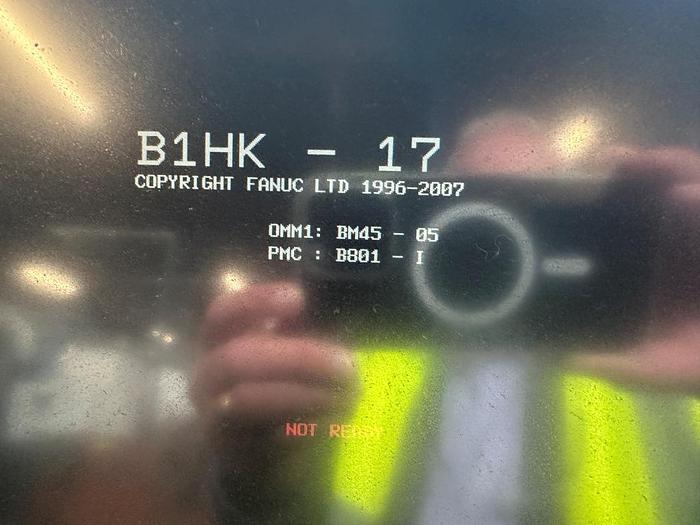 B1HK - 17
COPYRIGHT FANUC LTD 1996-2007
OMM1: BM45 - 05
PMC : B801 - I
NOT READY